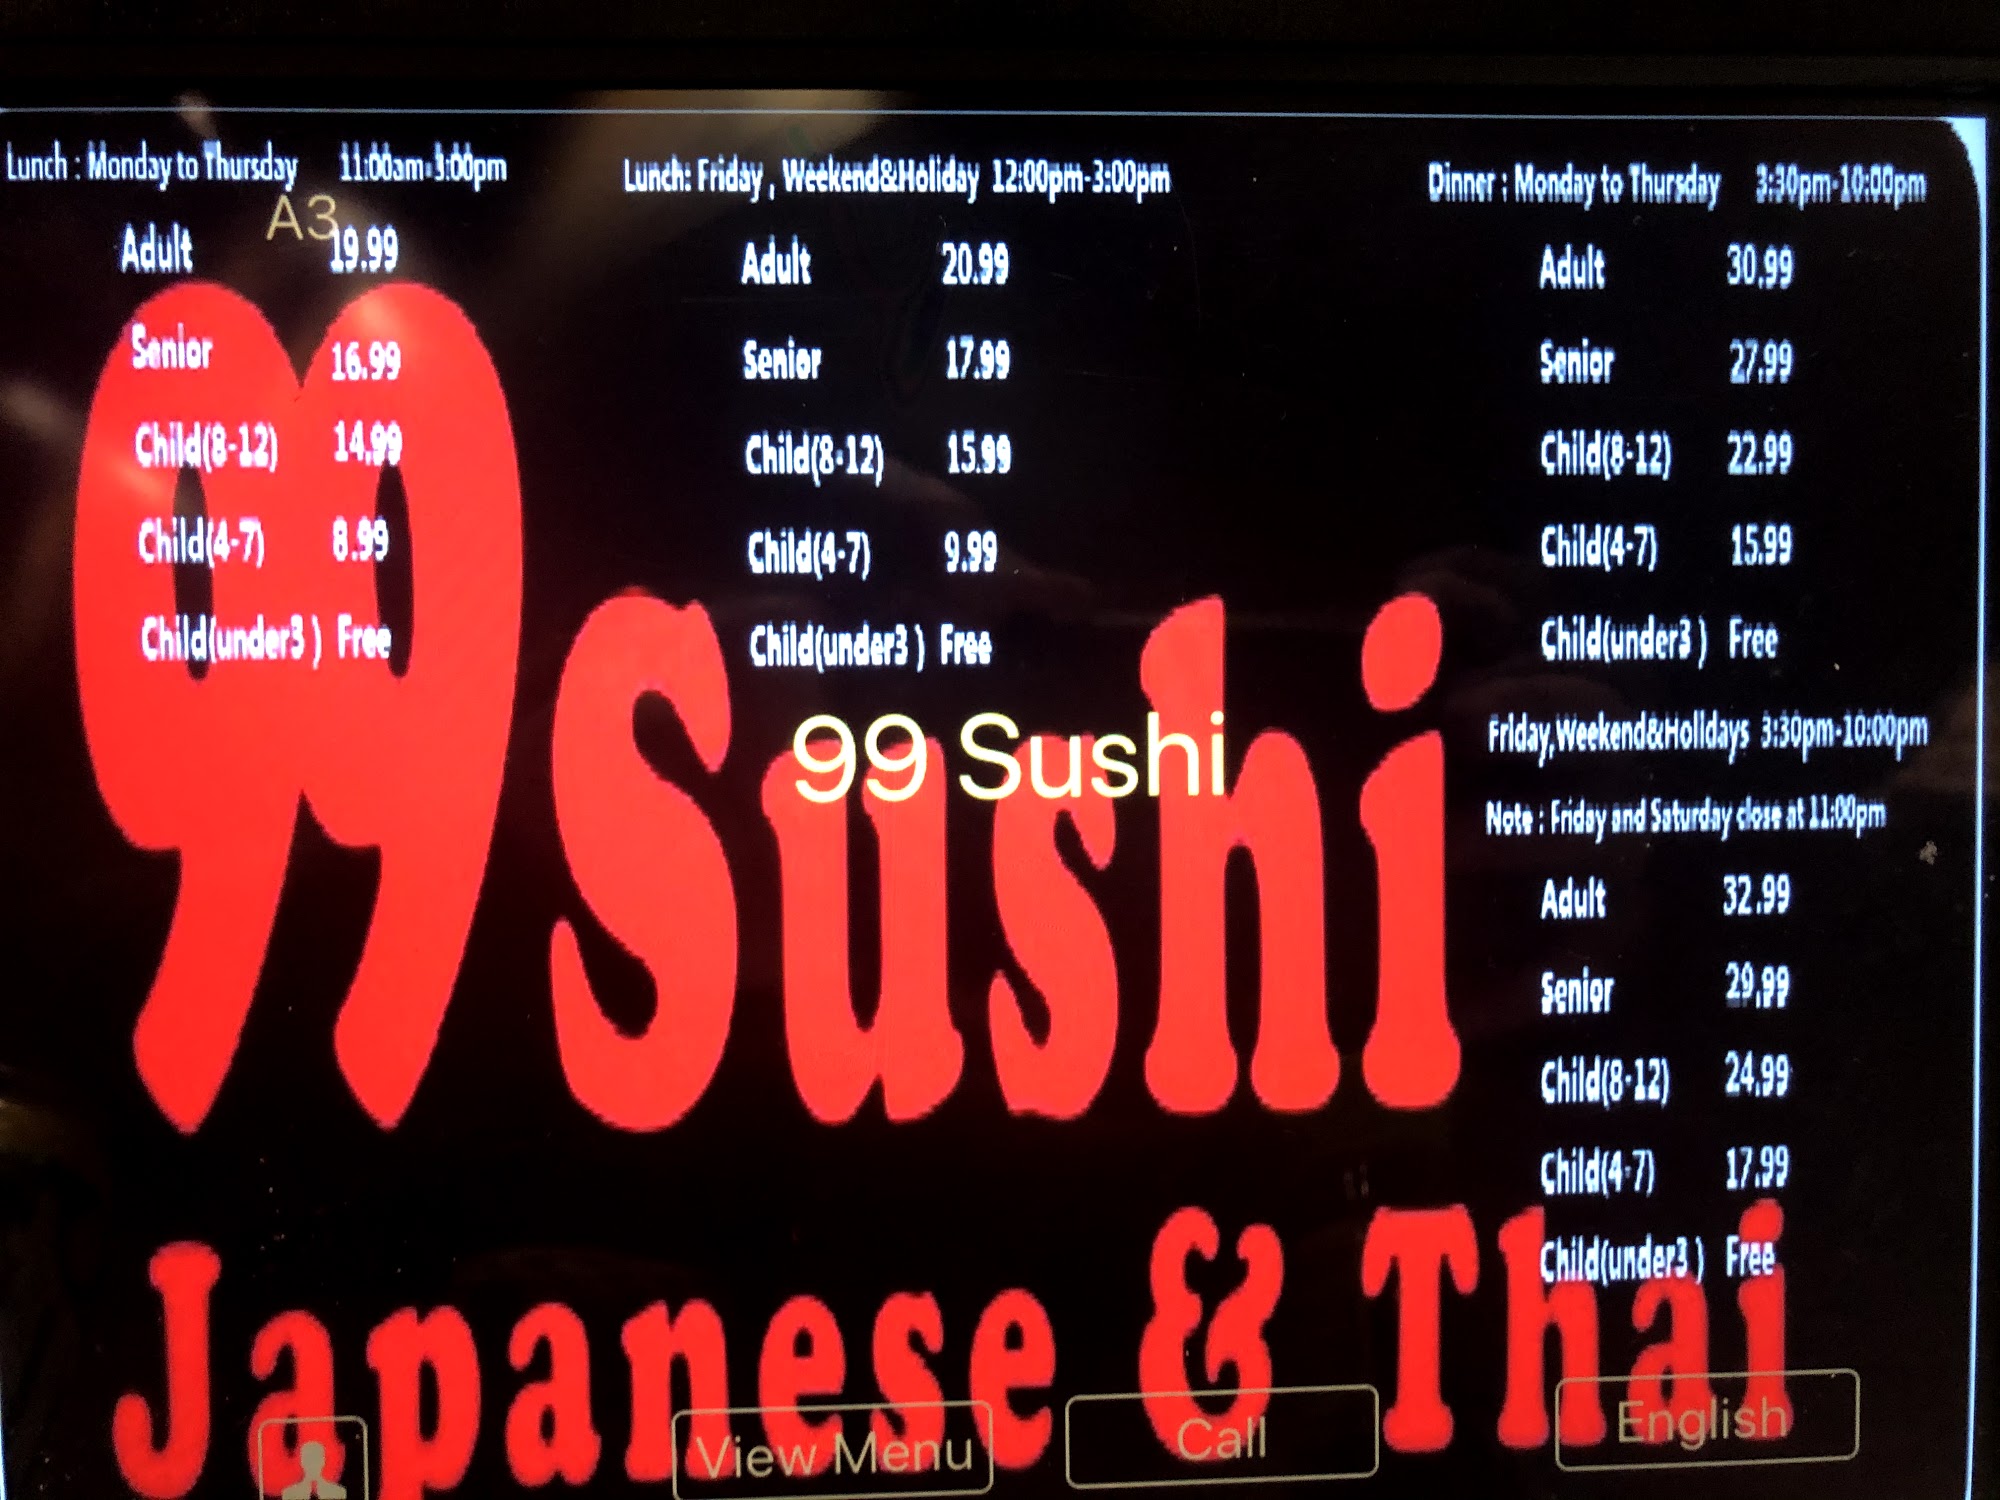 Lunch : Monday to Thursday 11:00am-3:00pm
A3
Adult 19.99
Senior 16.99
Child(8-12) 14.99
Child(4-7) 8.99
Child(under3 ) Free
Lunch: Friday , Weekend&Holiday 12:00pm-3:00pm
Adult 20.99
Senior 17.99
Child(8-12) 15.99
Child(4-7) 9.99
Child(under3 ) Free
Dinner : Monday to Thursday 3:30pm-10:00pm
Adult 30.99
Senior 27.99
Child(8-12) 22.99
Child(4-7) 15.99
Child(under3 ) Free
Friday,Weekend&Holidays 3:30pm-10:00pm
Note : Friday and Saturday close at 11:00pm
Adult 32.99
Senior 29.99
Child(8-12) 24.99
Child(4-7) 17.99
Child(under3 ) Free
99 Sushi
99 Sushi
Japanese & Thai
View Menu
Call
English